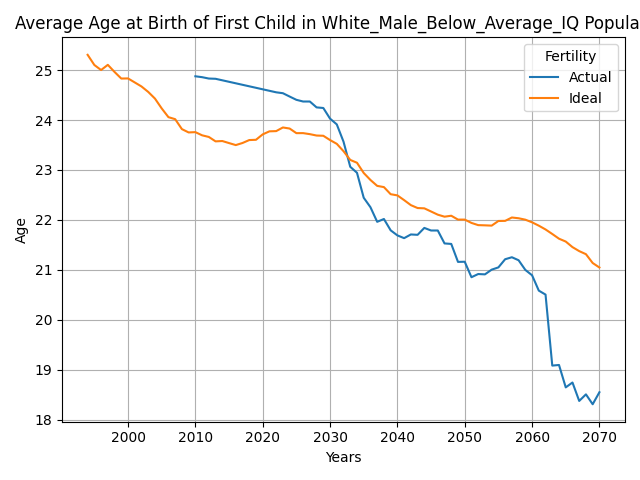 Average Age at Birth of First Child in White_Male_Below_Average_IQ Popula
Fertility
Actual
Ideal
Age
25
24
23
22
21
20
19
18
2000 2010 2020 2030 2040 2050 2060 2070
Years